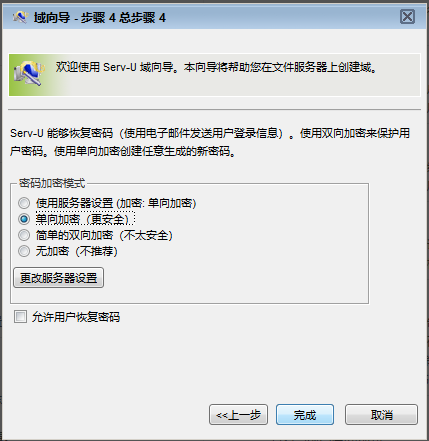 域向导 - 步骤 4 总步骤 4
欢迎使用 Serv-U 域向导。本向导将帮助您在文件服务器上创建域。
Serv-U 能够恢复密码（使用电子邮件发送用户登录信息）。使用双向加密来保护用
户密码。使用单向加密创建任意生成的新密码。
密码加密模式
使用服务器设置 (加密: 单向加密)
单向加密（更安全）
简单的双向加密（不太安全）
无加密（不推荐）
更改服务器设置
允许用户恢复密码
<<上一步 完成 取消